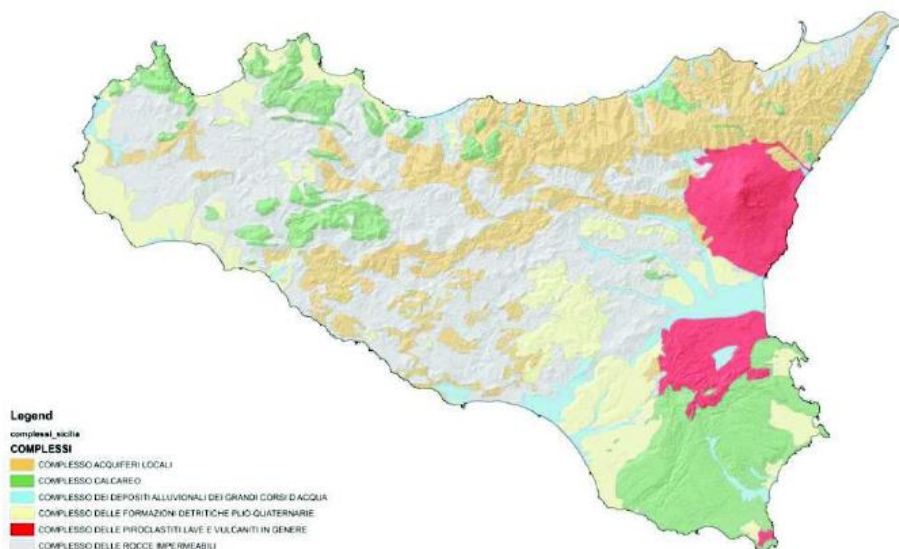 Legend
complessi_sicilia
COMPLESSI
COMPLESSO ACQUIFERI LOCALI
COMPLESSO CALCAREO
COMPLESSO DEI DEPOSITI ALLUVIONALI DEI GRANDI CORSI D'ACQUA
COMPLESSO DELLE FORMAZIONI DETRITICHE PLIO-QUATERNARIE
COMPLESSO DELLE PIROCLASTITI LAVE E VULCANITI IN GENERE
COMPLESSO DELLE ROCCE IMPERMEABILI